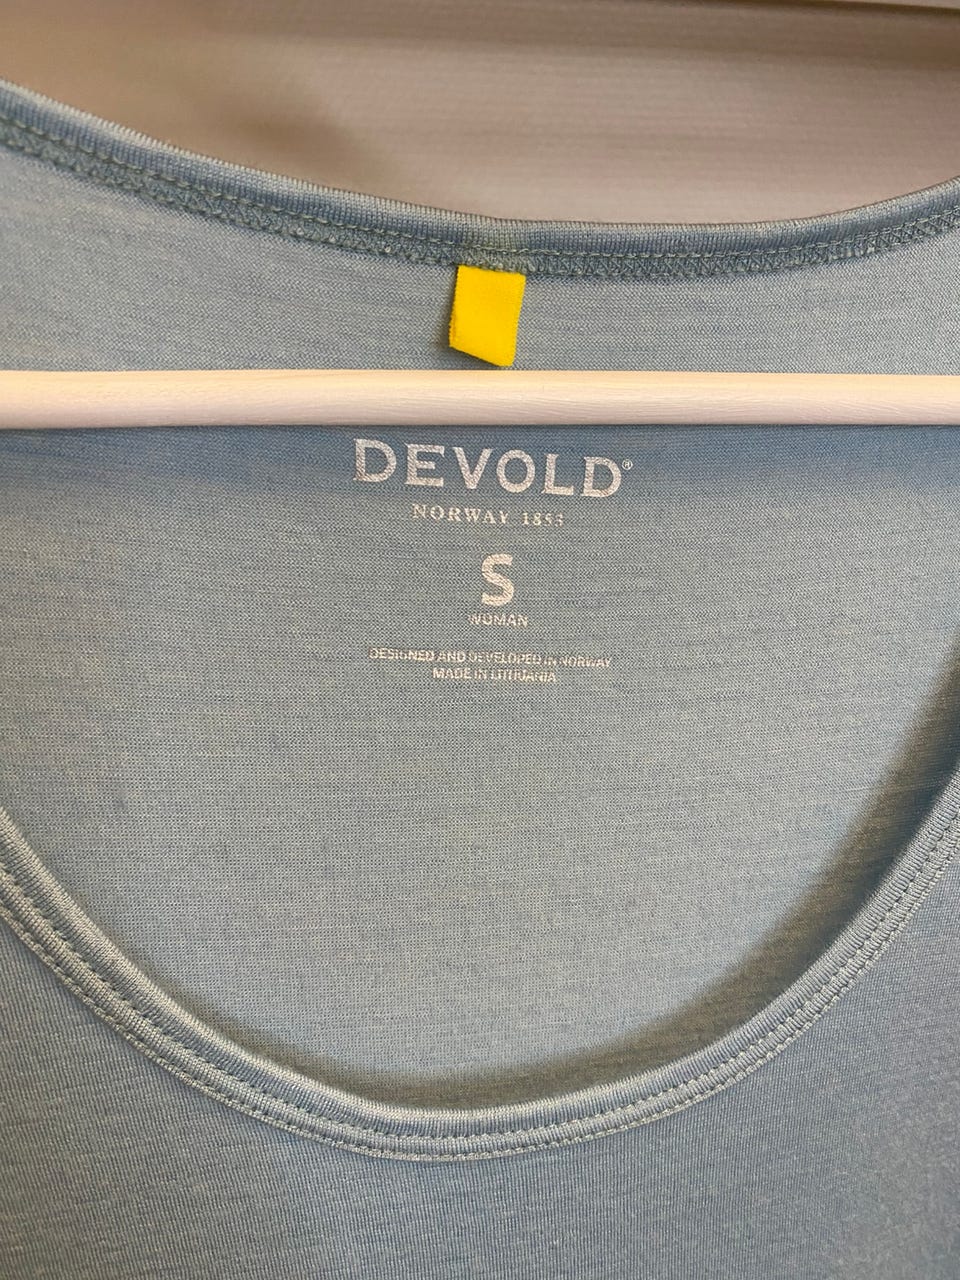 DEVOLD®
NORWAY 1853
S
WOMAN
DESIGNED AND DEVELOPED IN NORWAY
MADE IN LITHUANIA